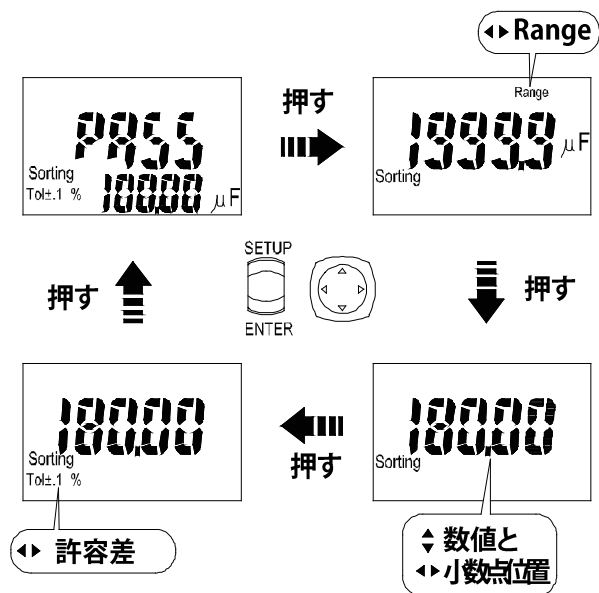 Range
PASS
Sorting
Tol±.1 %
100.00 μF
押す
Range
199.99 μF
Sorting
押す
SETUP
ENTER
押す
180.00
Sorting
Tol±.1 %
押す
180.00
Sorting
許容差
数値と
小数点位置